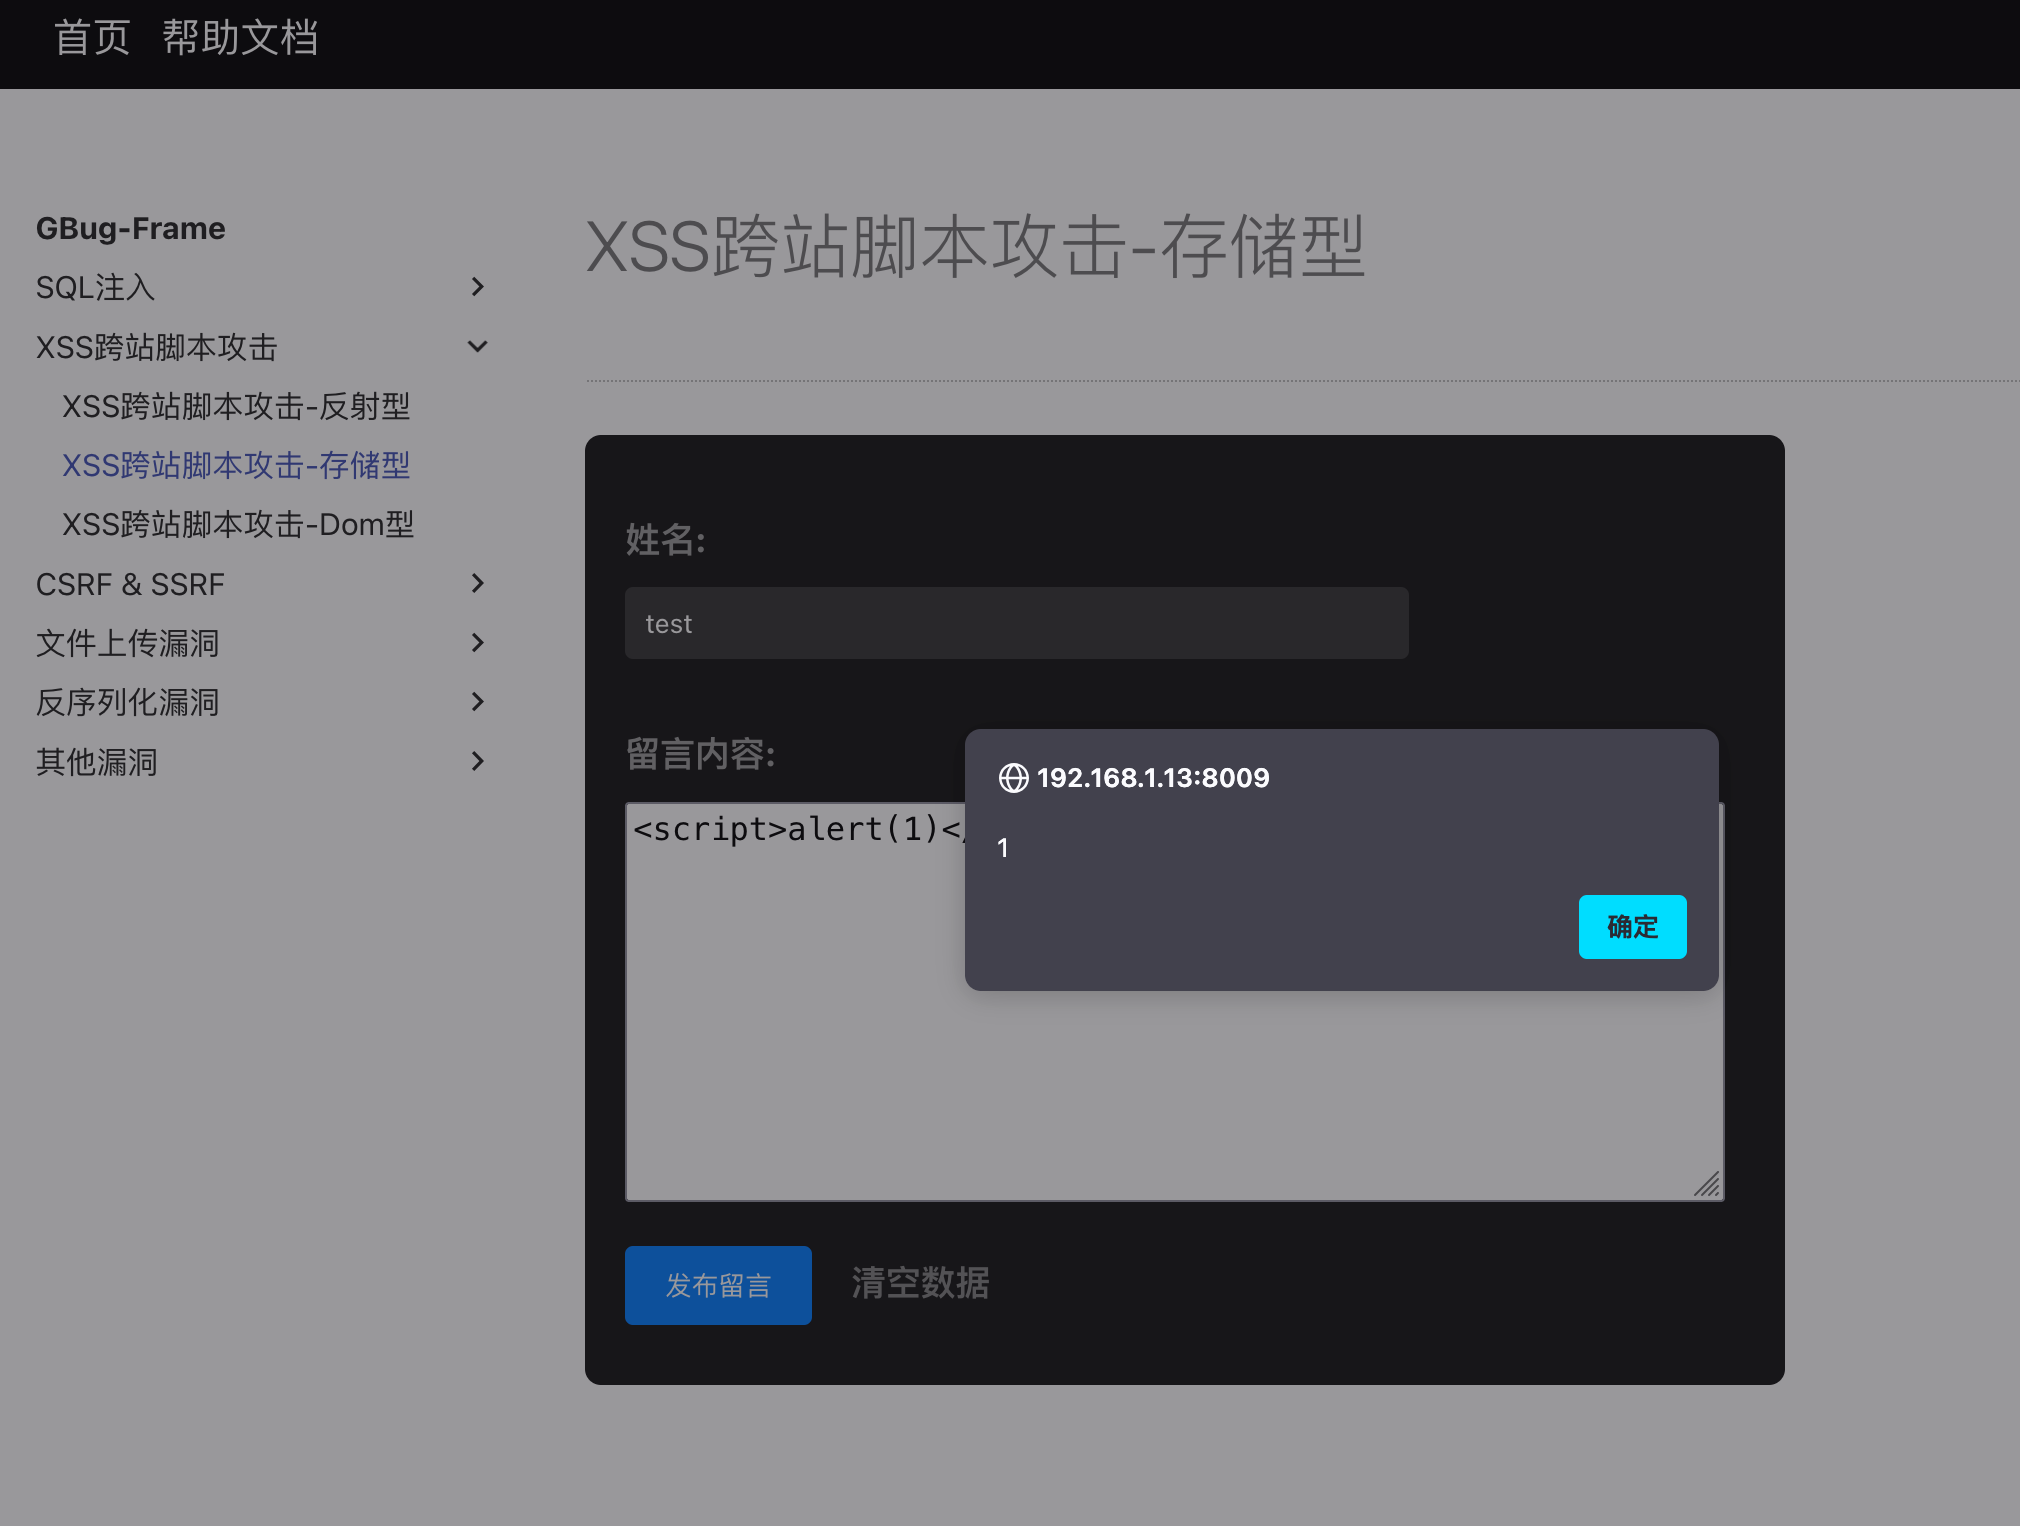 首页 帮助文档
GBug-Frame
SQL注入
XSS跨站脚本攻击
XSS跨站脚本攻击-反射型
XSS跨站脚本攻击-存储型
XSS跨站脚本攻击-Dom型
CSRF & SSRF
文件上传漏洞
反序列化漏洞
其他漏洞
XSS跨站脚本攻击-存储型
姓名:
test
留言内容:
<script>alert(1)<
192.168.1.13:8009
1
确定
发布留言 清空数据